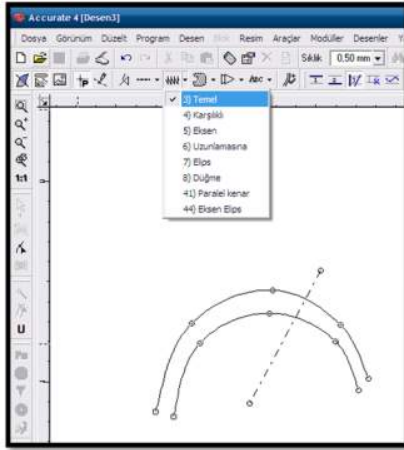 Accurate 4 [Desen3]
Dosya Görünüm Düzelt Program Desen Resim Araçlar Modüller Desenler
Sıklık 0,50 mm
ABC
3) Temel
4) Karşılıklı
5) Eksen
6) Uzunlamasına
7) Elips
8) Düğme
41) Paralel kenar
44) Eksen Elips
1:1
U